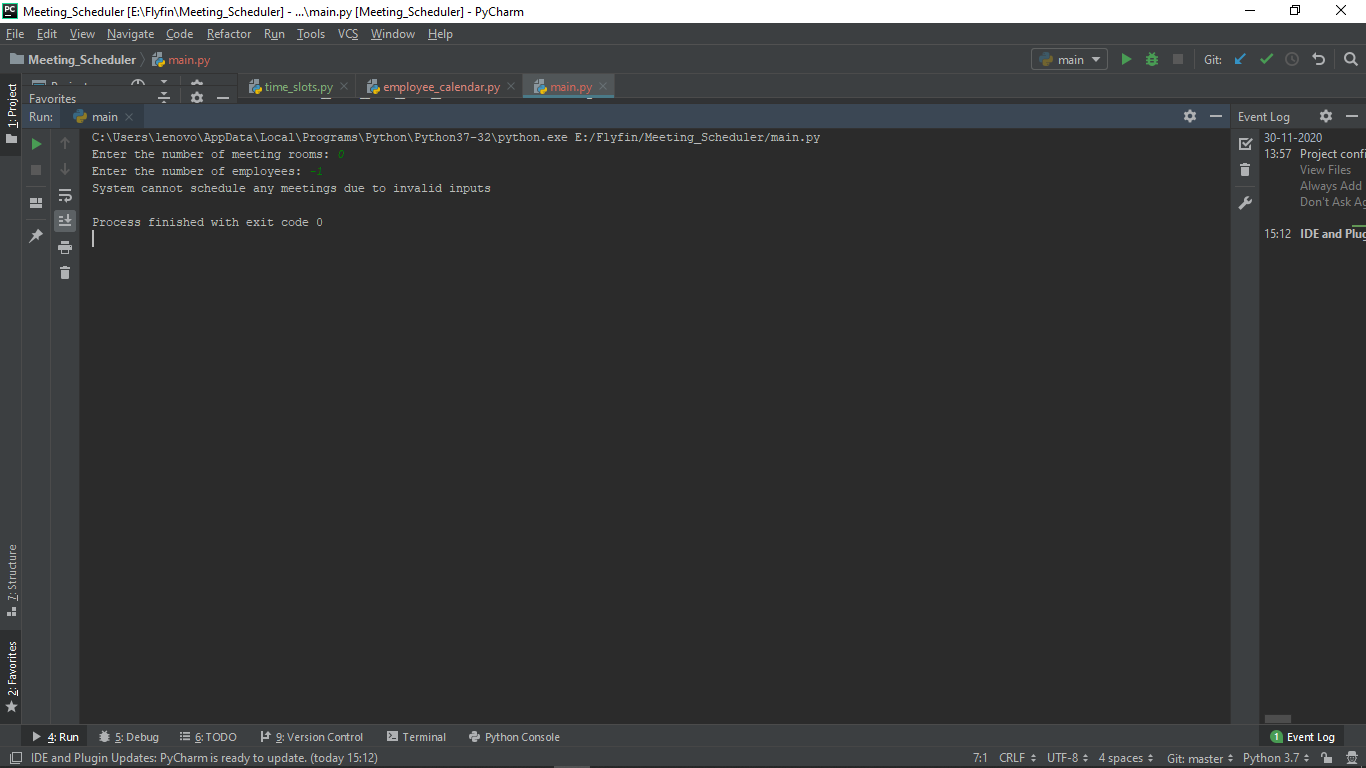 Meeting_Scheduler [E:\Flyfin\Meeting_Scheduler] - ...\main.py [Meeting_Scheduler] - PyCharm
File Edit View Navigate Code Refactor Run Tools VCS Window Help
Meeting_Scheduler main.py main Git:
1: Project
time_slots.py employee_calendar.py main.py
Favorites
Run: main Event Log
C:\Users\lenovo\AppData\Local\Programs\Python\Python37-32\python.exe E:/Flyfin/Meeting_Scheduler/main.py
Enter the number of meeting rooms: 0
Enter the number of employees: -1
System cannot schedule any meetings due to invalid inputs
Process finished with exit code 0
30-11-2020
13:57 Project confi
View Files
Always Add
Don't Ask Ag
15:12 IDE and Plug
7: Structure
2: Favorites
4: Run 5: Debug 6: TODO 9: Version Control Terminal Python Console 1 Event Log
IDE and Plugin Updates: PyCharm is ready to update. (today 15:12) 7:1 CRLF UTF-8 4 spaces Git: master Python 3.7